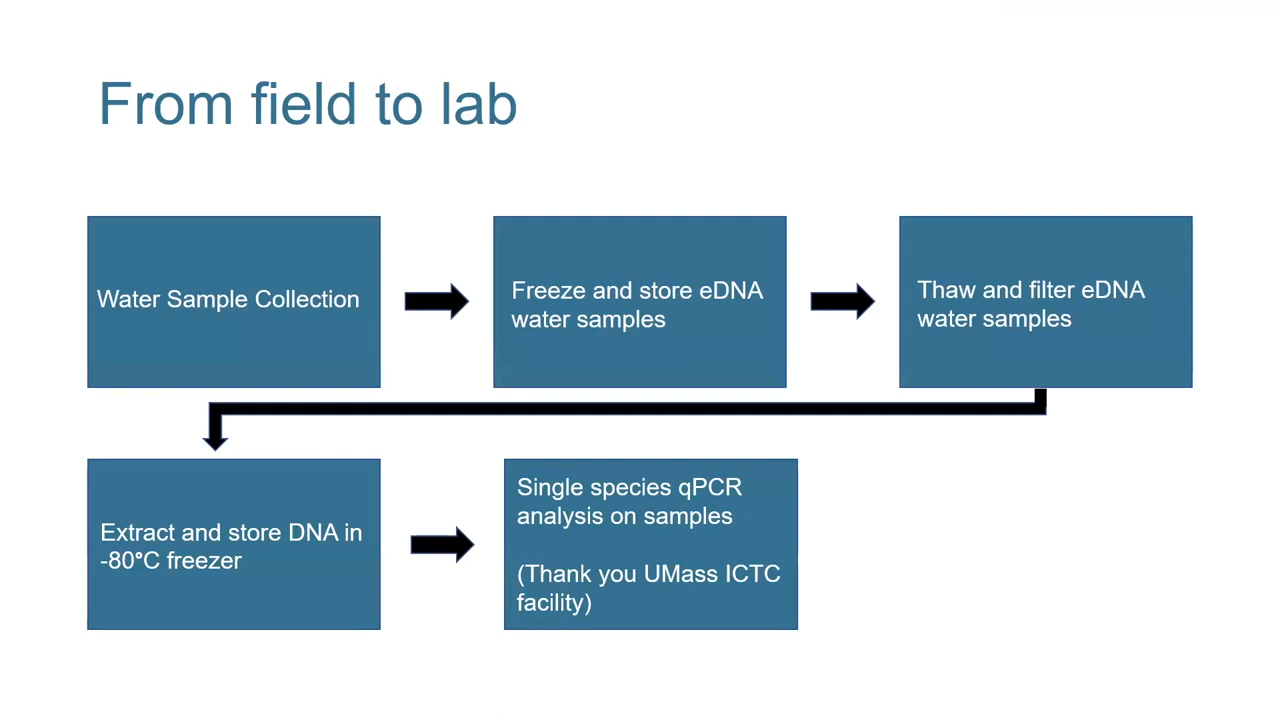 From field to lab
Water Sample Collection
Freeze and store eDNA
water samples
Thaw and filter eDNA
water samples
Extract and store DNA in
-80°C freezer
Single species qPCR
analysis on samples
(Thank you UMass ICTC
facility)